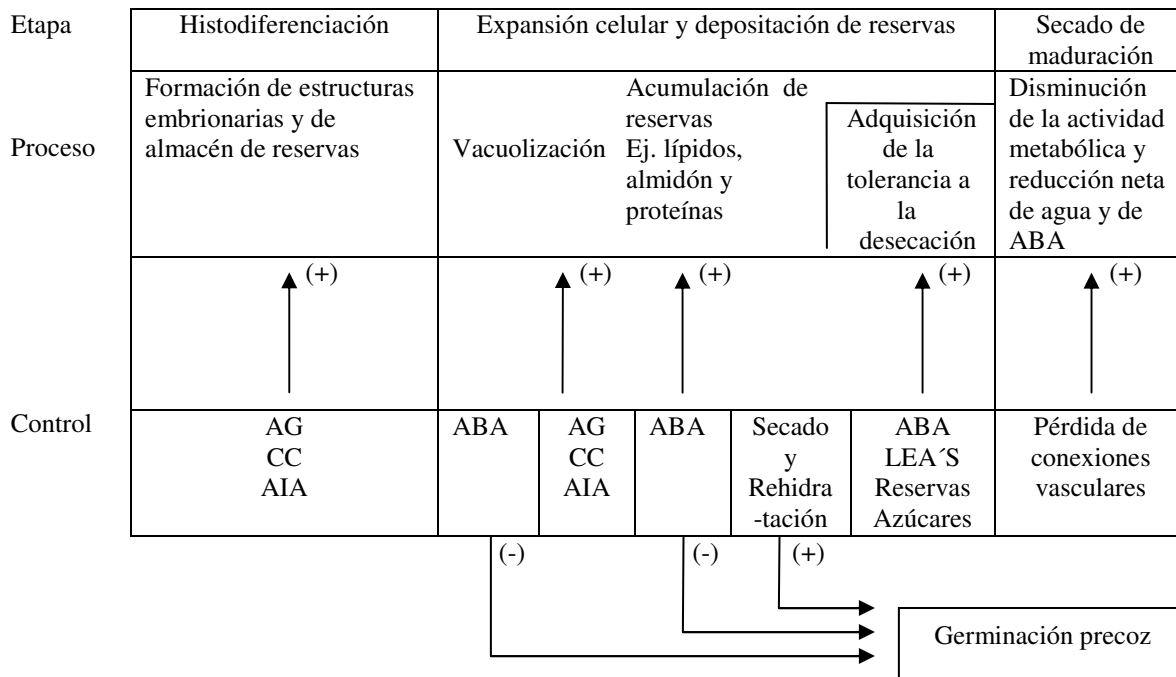 Etapa
Histodiferenciación
Expansión celular y depositación de reservas
Secado de
maduración
Proceso
Formación de estructuras
embrionarias y de
almacén de reservas
Vacuolización
Acumulación de
reservas
Ej. lípidos,
almidón y
proteínas
Adquisición
de la
tolerancia a
la
desecación
Disminución
de la actividad
metabólica y
reducción neta
de agua y de
ABA
(+)
(+)
(+)
(+)
(+)
Control
AG
CC
AIA
ABA
AG
CC
AIA
ABA
Secado
y
Rehidra
-tación
ABA
LEA´S
Reservas
Azúcares
Pérdida de
conexiones
vasculares
(-)
(-)
(+)
Germinación precoz